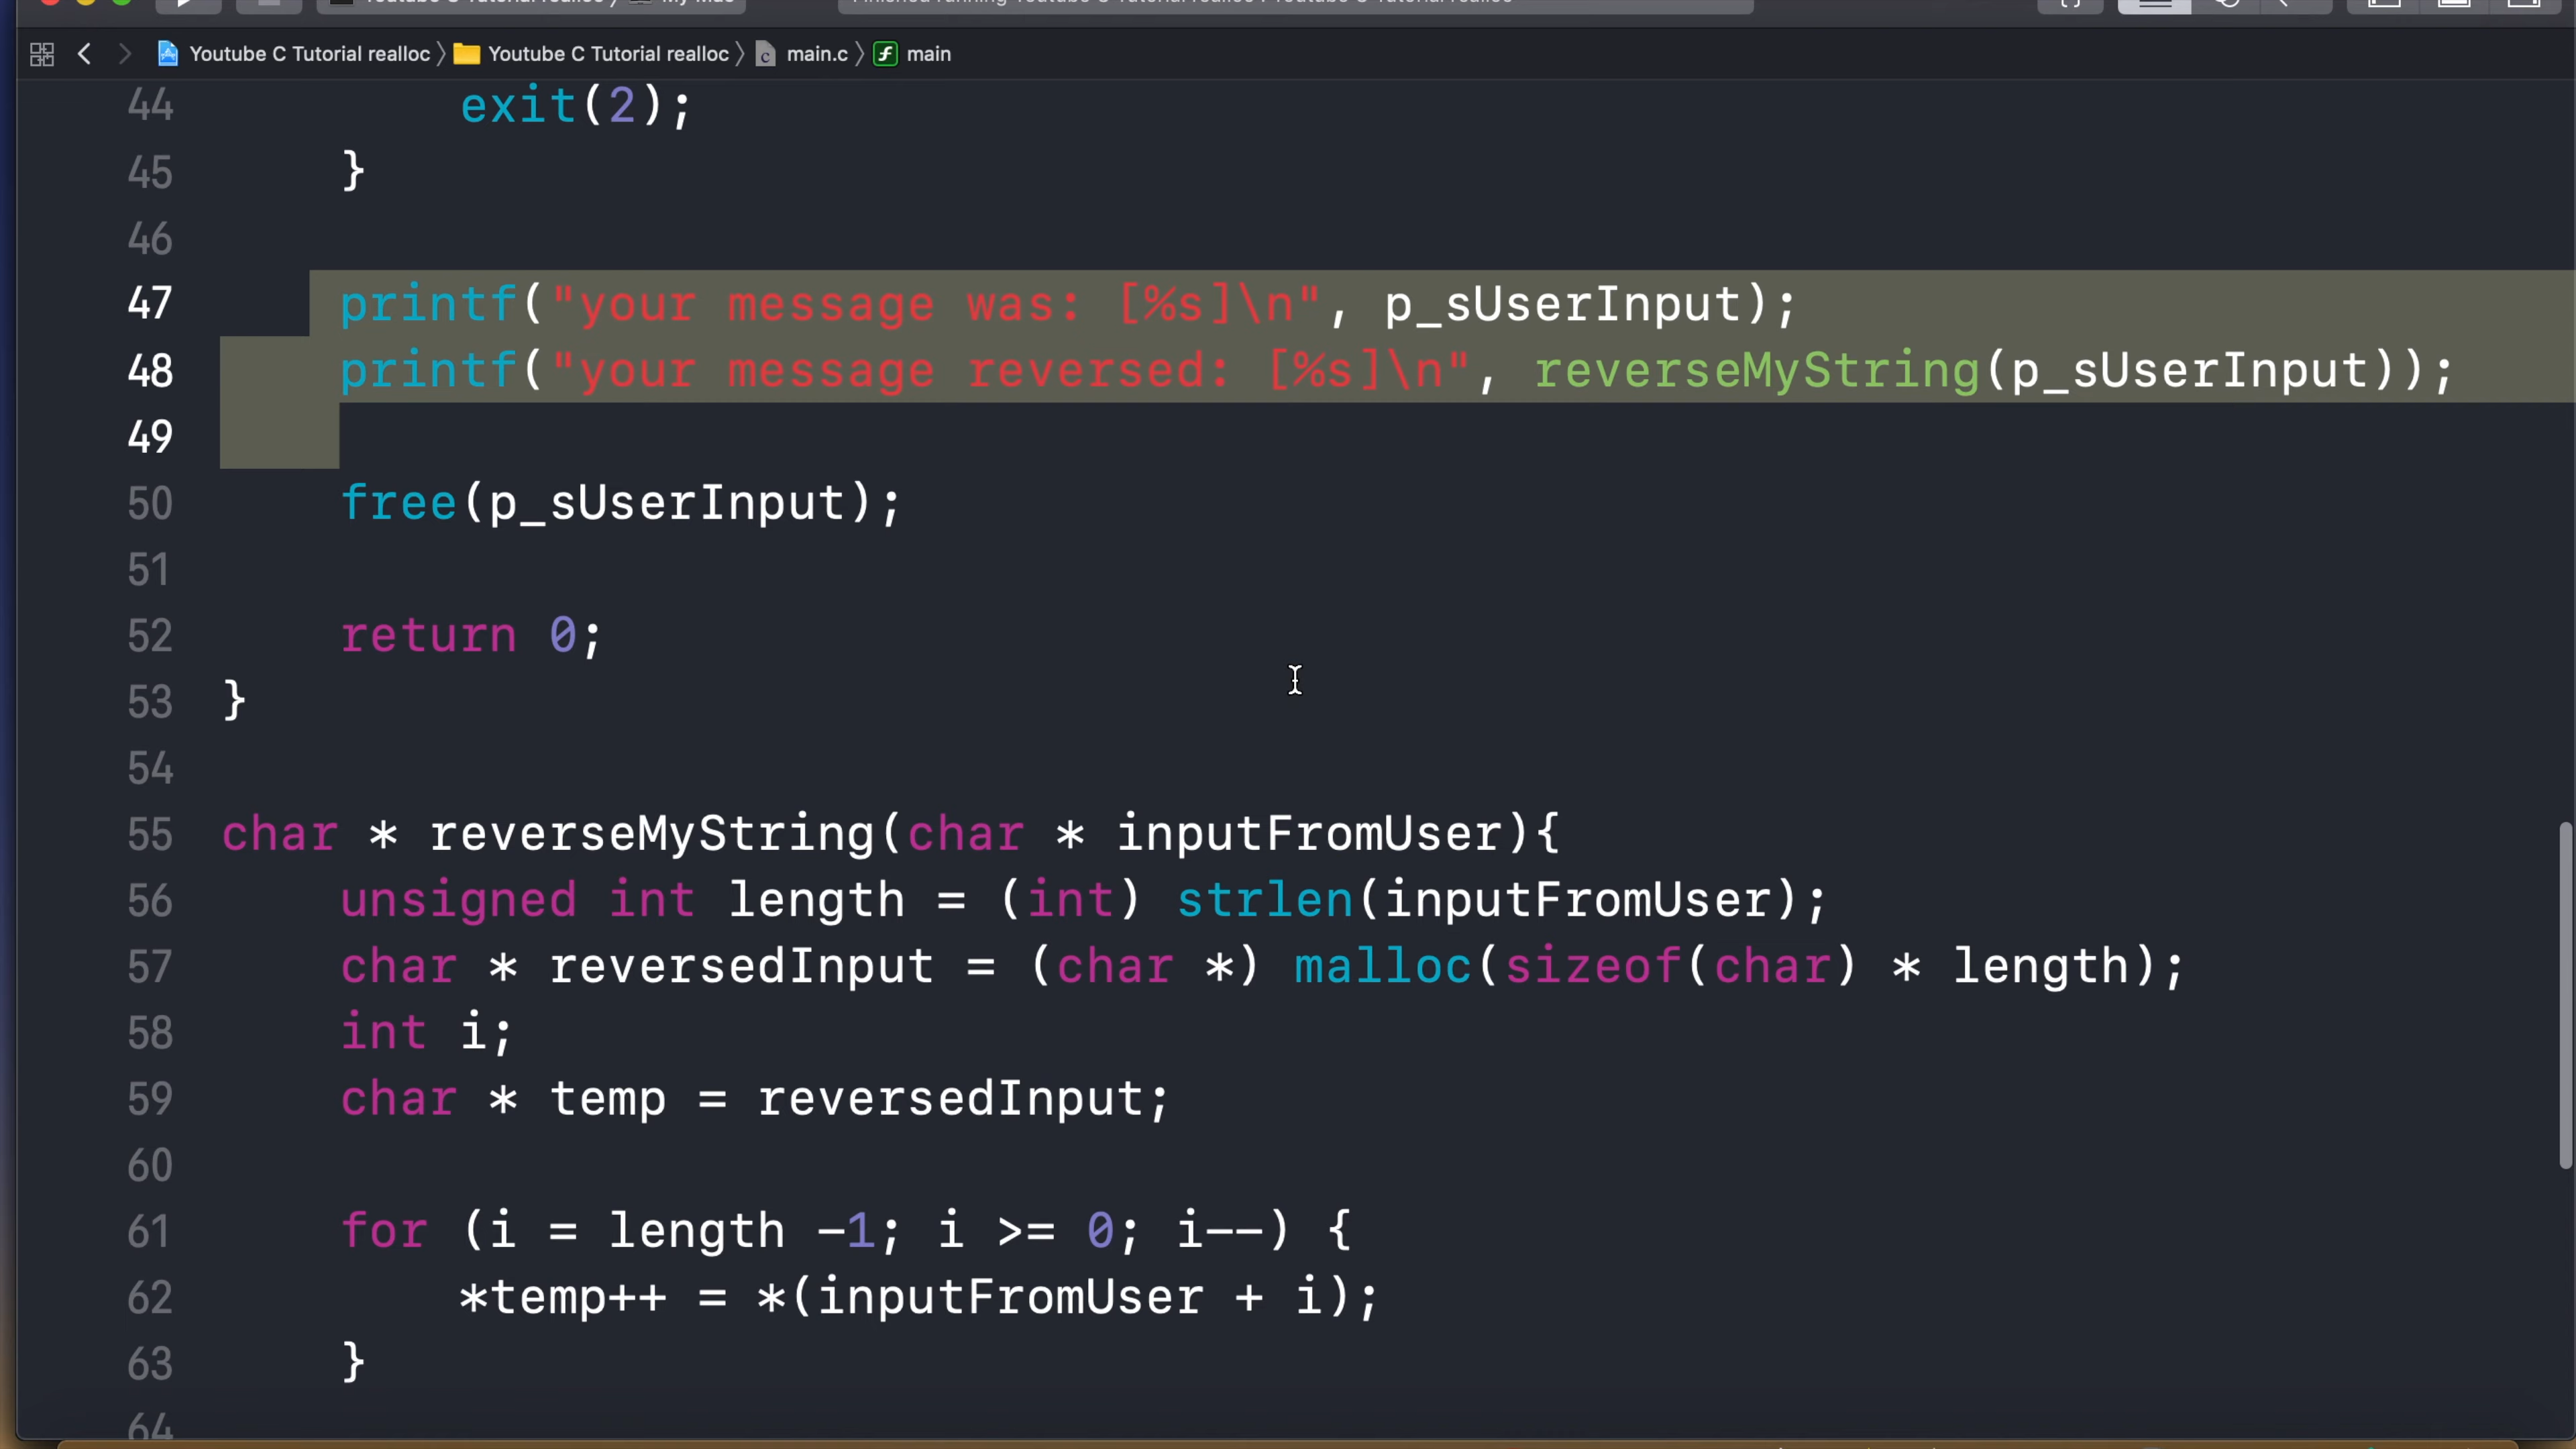 Youtube C Tutorial realloc Youtube C Tutorial realloc main.c main
44 exit(2);
45 }
46
47 printf("your message was: [%s]\n", p_sUserInput);
48 printf("your message reversed: [%s]\n", reverseMyString(p_sUserInput));
49
50 free(p_sUserInput);
51
52 return 0;
53 }
54
55 char * reverseMyString(char * inputFromUser){
56 unsigned int length = (int) strlen(inputFromUser);
57 char * reversedInput = (char *) malloc(sizeof(char) * length);
58 int i;
59 char * temp = reversedInput;
60
61 for (i = length -1; i >= 0; i--) {
62 *temp++ = *(inputFromUser + i);
63 }
64